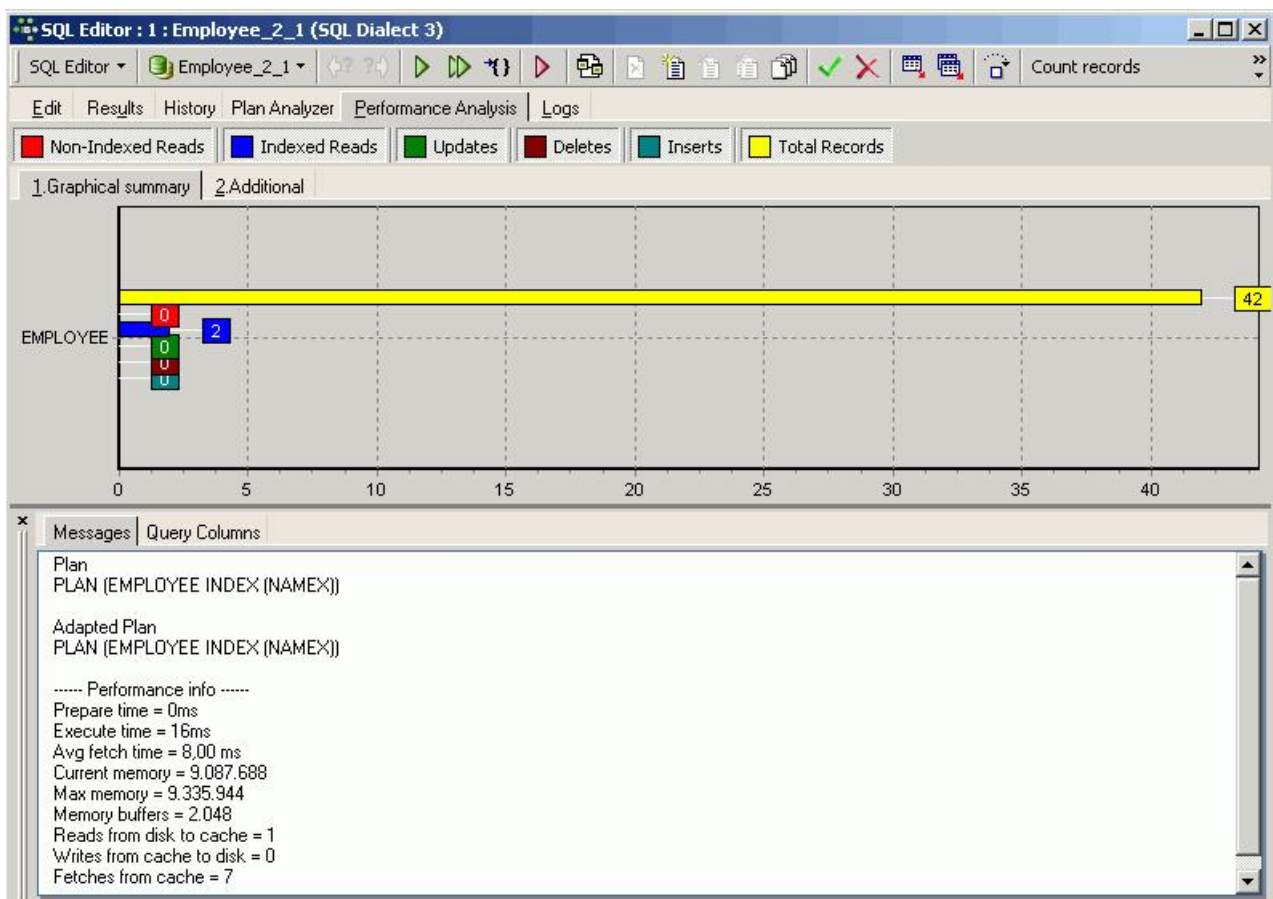 SQL Editor : 1 : Employee_2_1 (SQL Dialect 3)
SQL Editor Employee_2_1 Count records
Edit Results History Plan Analyzer Performance Analysis Logs
Non-Indexed Reads Indexed Reads Updates Deletes Inserts Total Records
1.Graphical summary 2.Additional
42
0
EMPLOYEE 2
0
0
0
0 5 10 15 20 25 30 35 40
Messages Query Columns
Plan
PLAN (EMPLOYEE INDEX (NAMEX))
Adapted Plan
PLAN (EMPLOYEE INDEX (NAMEX))
------ Performance info ------
Prepare time = 0ms
Execute time = 16ms
Avg fetch time = 8,00 ms
Current memory = 9.087.688
Max memory = 9.335.944
Memory buffers = 2.048
Reads from disk to cache = 1
Writes from cache to disk = 0
Fetches from cache = 7